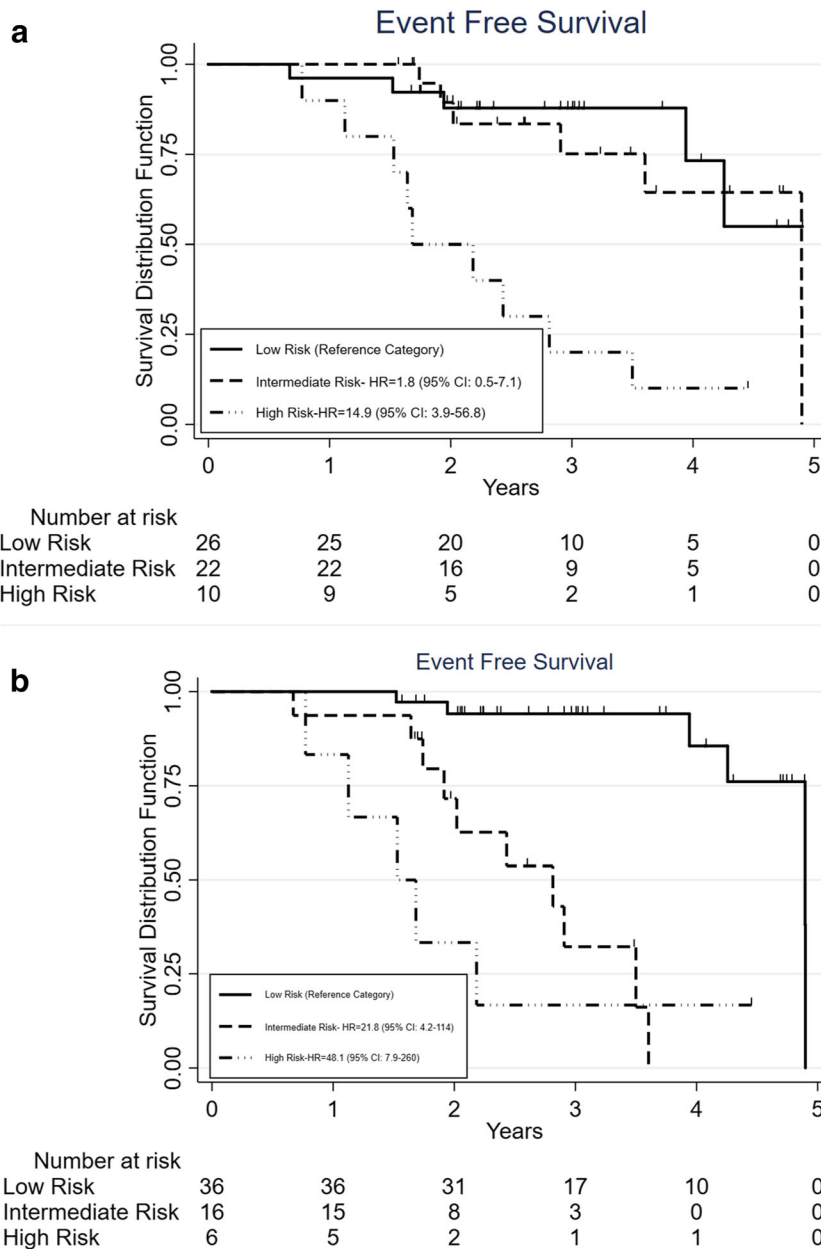 a
Event Free Survival
Survival Distribution Function
1.00
0.75
0.50
0.25
0.00
Low Risk (Reference Category)
Intermediate Risk- HR=1.8 (95% CI: 0.5-7.1)
High Risk-HR=14.9 (95% CI: 3.9-56.8)
0 1 2 3 4 5
Years
Number at risk
Low Risk 26 25 20 10 5 0
Intermediate Risk 22 22 16 9 5 0
High Risk 10 9 5 2 1 0
b
Event Free Survival
Survival Distribution Function
1.00
0.75
0.50
0.25
0.00
Low Risk (Reference Category)
Intermediate Risk- HR=21.8 (95% CI: 4.2-114)
High Risk-HR=48.1 (95% CI: 7.9-260)
0 1 2 3 4 5
Years
Number at risk
Low Risk 36 36 31 17 10 0
Intermediate Risk 16 15 8 3 0 0
High Risk 6 5 2 1 1 0